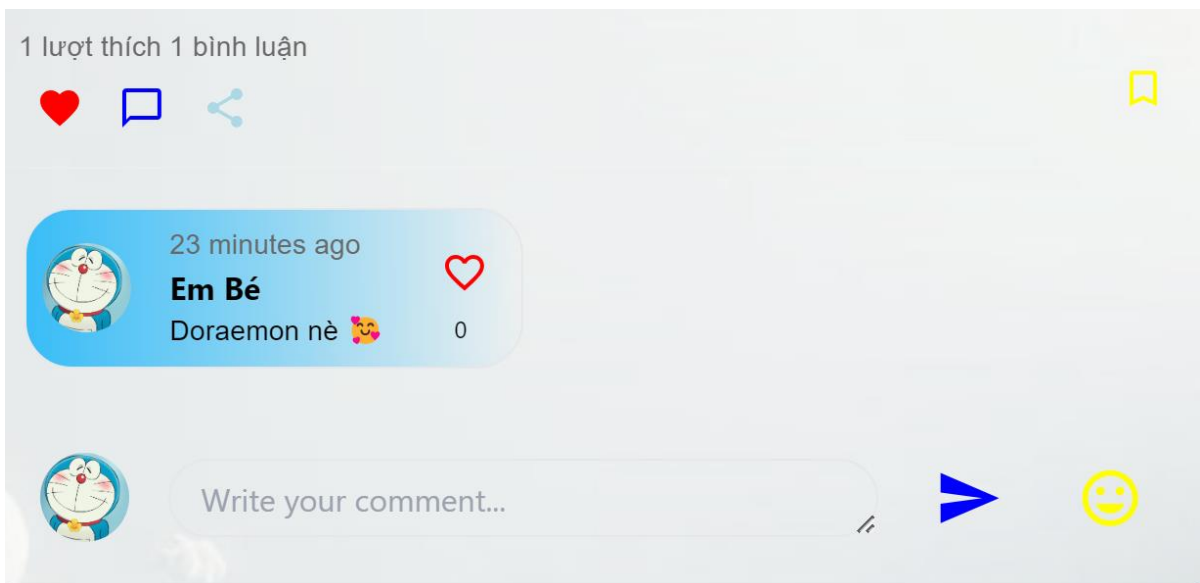 1 lượt thích 1 bình luận
23 minutes ago
Em Bé
Doraemon nè 🥰
0
Write your comment...